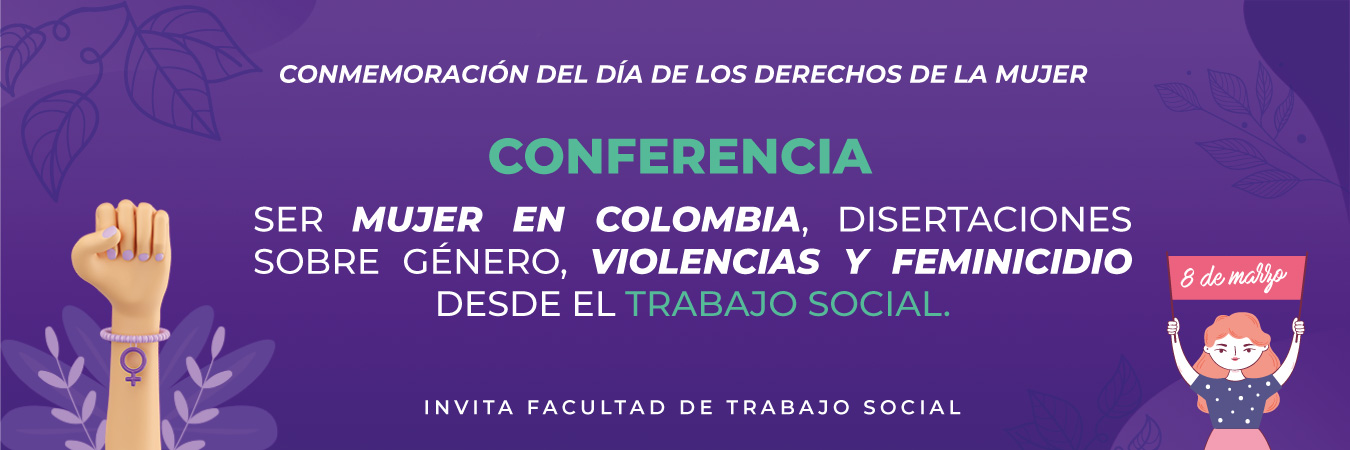 CONMEMORACIÓN DEL DÍA DE LOS DERECHOS DE LA MUJER
CONFERENCIA
SER MUJER EN COLOMBIA, DISERTACIONES
SOBRE GÉNERO, VIOLENCIAS Y FEMINICIDIO
DESDE EL TRABAJO SOCIAL.
8 de marzo
INVITA FACULTAD DE TRABAJO SOCIAL